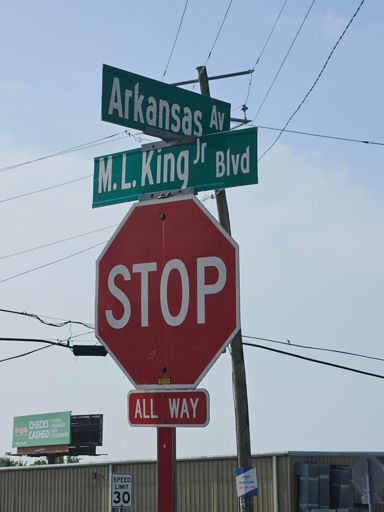 Arkansas Av
M.L. King Jr Blvd
STOP
ALL WAY
CHECKS
CASHED
SPEED
LIMIT
30